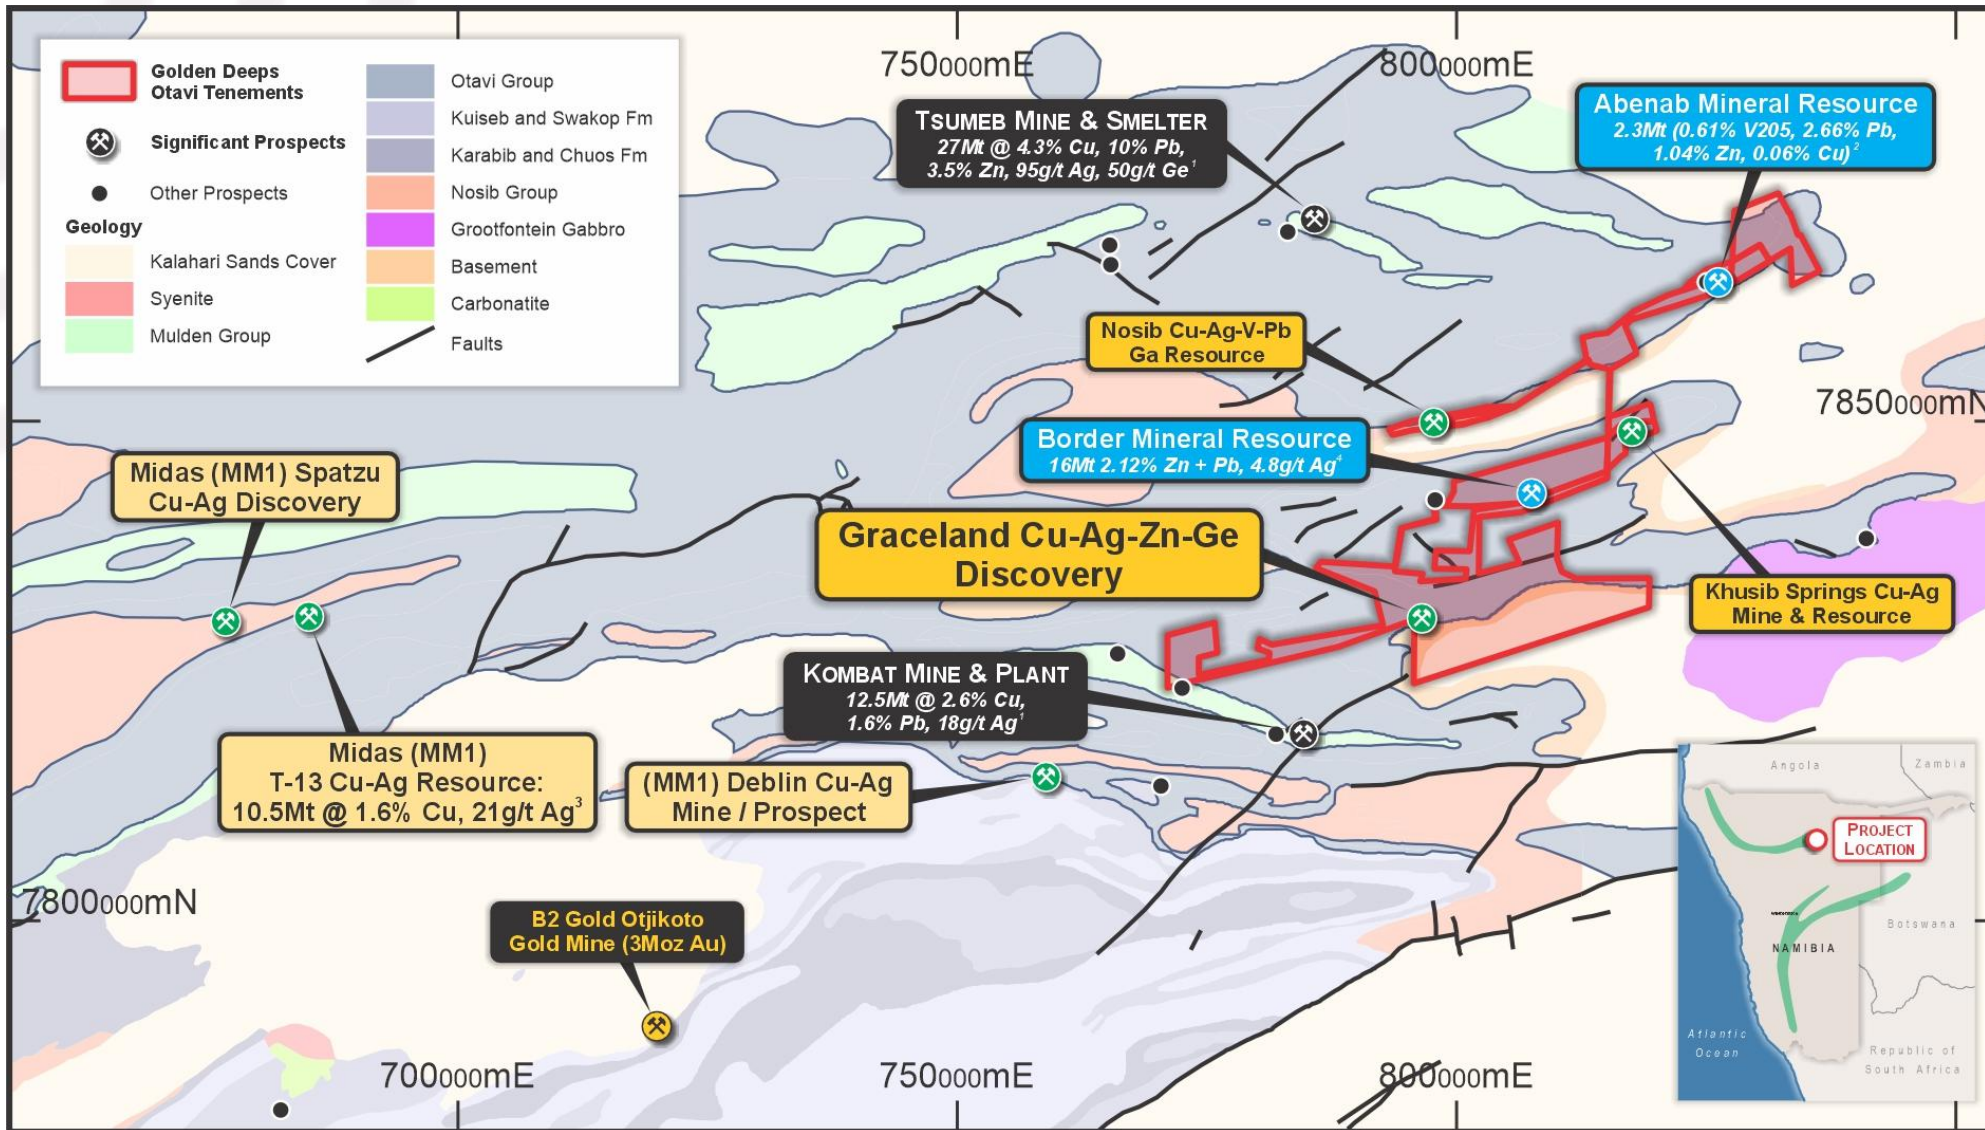 750000mE
800000mE
Golden Deeps
Otavi Tenements
Significant Prospects
Other Prospects
Geology
Kalahari Sands Cover
Syenite
Mulden Group
Otavi Group
Kuiseb and Swakop Fm
Karabib and Chuos Fm
Nosib Group
Grootfontein Gabbro
Basement
Carbonatite
Faults
TSUMEB MINE & SMELTER
27Mt @ 4.3% Cu, 10% Pb,
3.5% Zn, 95g/t Ag, 50g/t Ge¹
Abenab Mineral Resource
2.3Mt (0.61% V205, 2.66% Pb,
1.04% Zn, 0.06% Cu)²
Nosib Cu-Ag-V-Pb
Ga Resource
7850000mN
Border Mineral Resource
16Mt 2.12% Zn + Pb, 4.8g/t Ag⁴
Midas (MM1) Spatzu
Cu-Ag Discovery
Graceland Cu-Ag-Zn-Ge
Discovery
Khusib Springs Cu-Ag
Mine & Resource
KOMBAT MINE & PLANT
12.5Mt @ 2.6% Cu,
1.6% Pb, 18g/t Ag¹
Midas (MM1)
T-13 Cu-Ag Resource:
10.5Mt @ 1.6% Cu, 21g/t Ag³
(MM1) Deblin Cu-Ag
Mine / Prospect
7800000mN
B2 Gold Otjikoto
Gold Mine (3Moz Au)
700000mE
750000mE
800000mE
Angola
Zambia
PROJECT
LOCATION
Botswana
NAMIBIA
Atlantic
Ocean
Republic of
South Africa